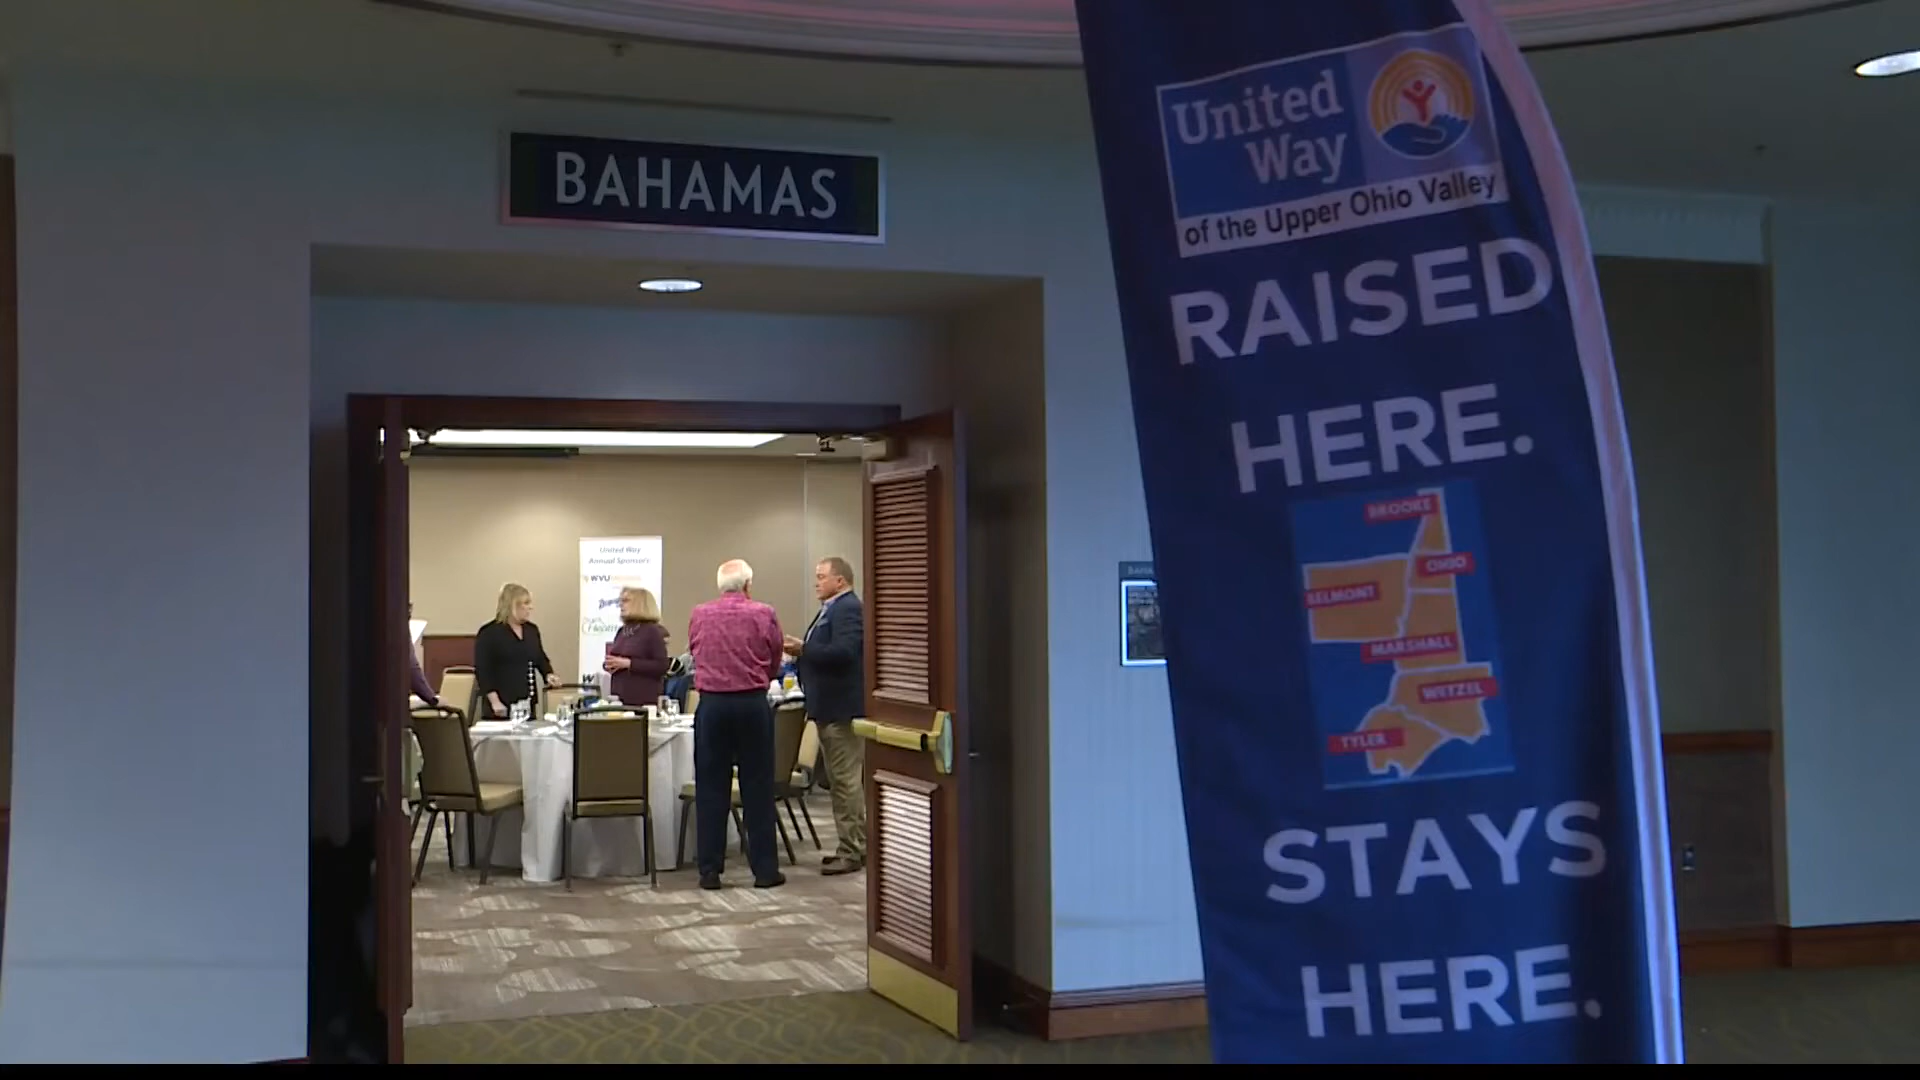 BAHAMAS
United
Way
of the Upper Ohio Valley
RAISED
HERE.
BROOKE
OHIO
BELMONT
MARSHALL
WETZEL
TYLER
STAYS
HERE.
United Way
Annual Sponsors
WVU